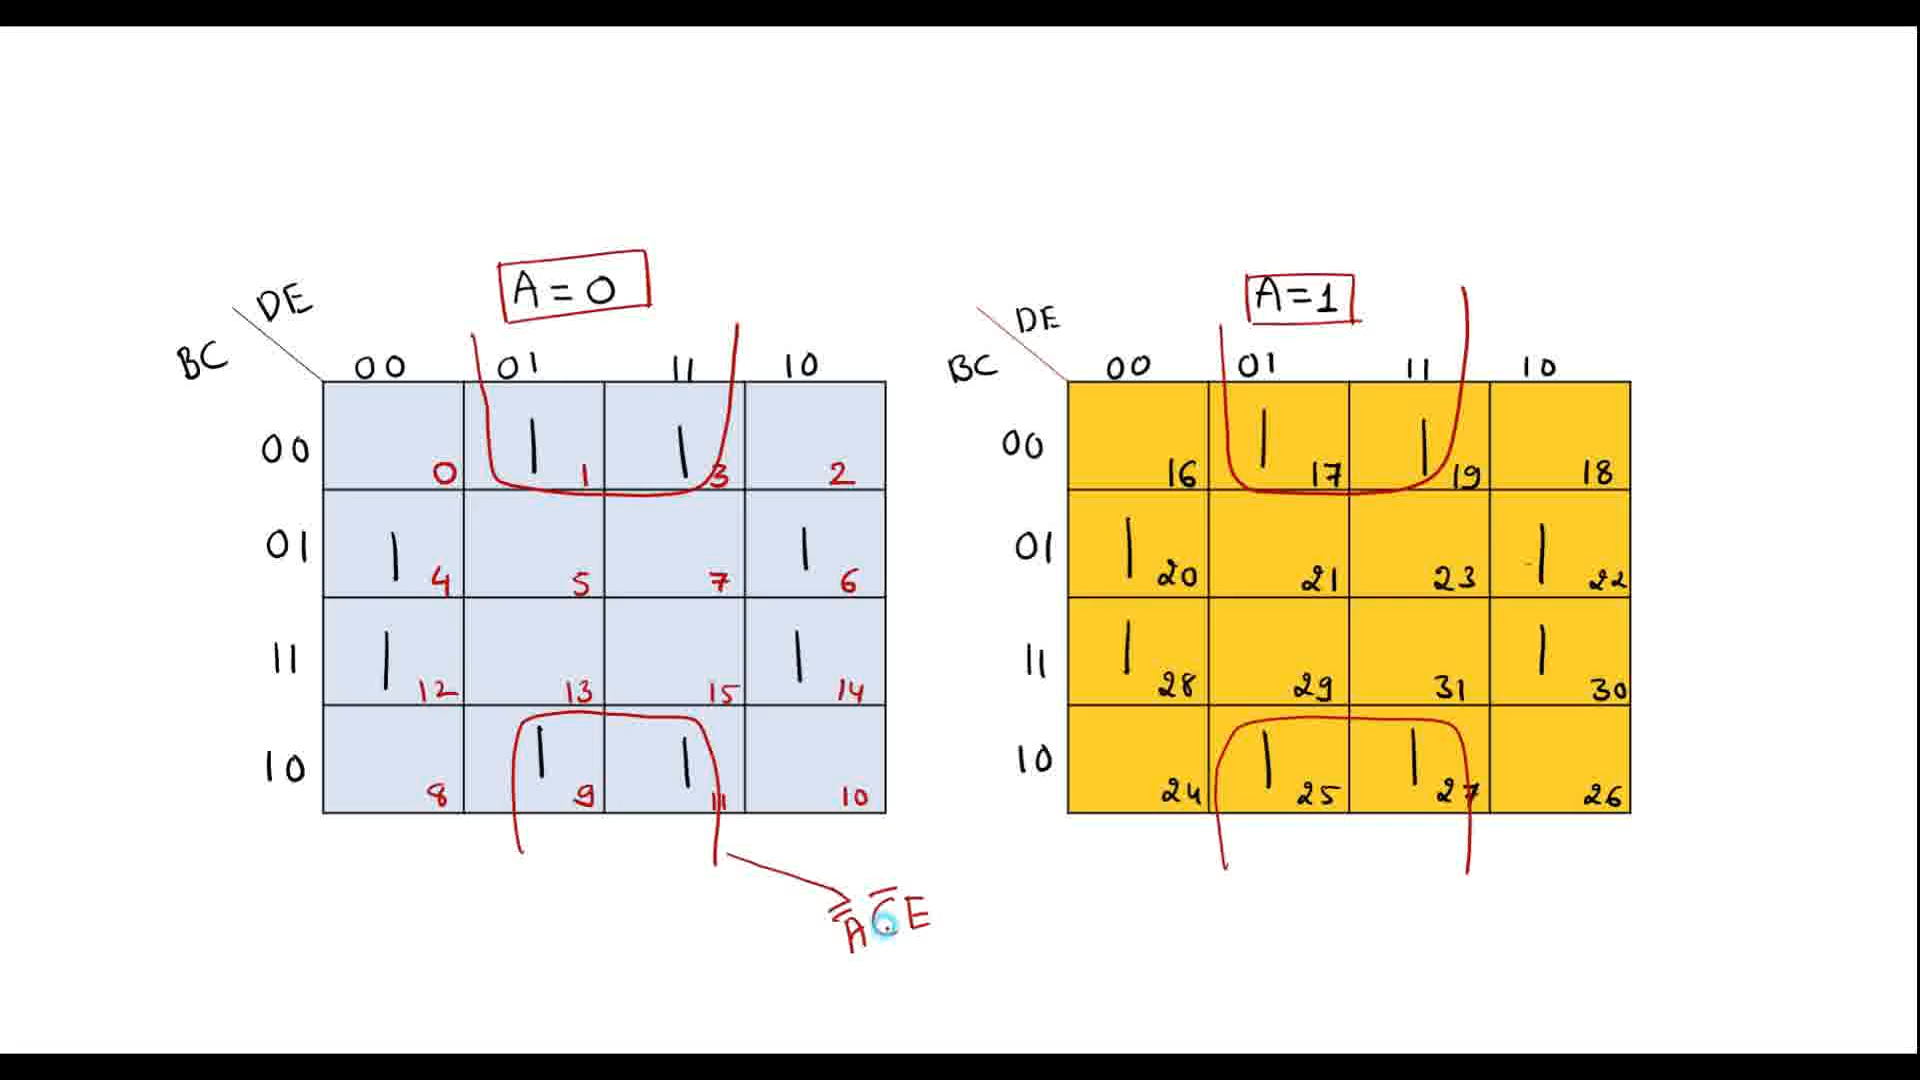 A = 0
A = 1
DE
DE
BC
00 01 11 10
BC
00 01 11 10
00
1 1
0 1 3 2
00
1 1
16 17 19 18
01
1 1
4 5 7 6
01
1 1
20 21 23 22
11
1 1
12 13 15 14
11
1 1
28 29 31 30
10
1 1
8 9 11 10
10
1 1
24 25 27 26
A̅ C̅ E